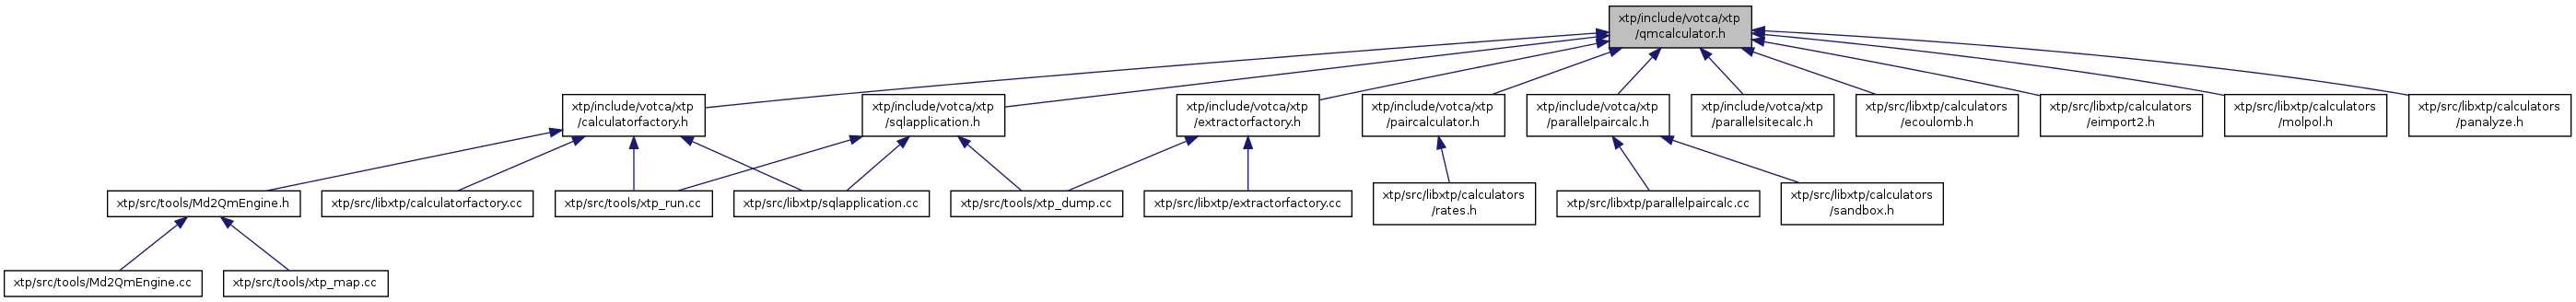 xtp/include/votca/xtp
/qmcalculator.h
xtp/include/votca/xtp
/calculatorfactory.h
xtp/include/votca/xtp
/sqlapplication.h
xtp/include/votca/xtp
/extractorfactory.h
xtp/include/votca/xtp
/paircalculator.h
xtp/include/votca/xtp
/parallelpaircalc.h
xtp/include/votca/xtp
/parallelsitecalc.h
xtp/src/libxtp/calculators
/ecoulomb.h
xtp/src/libxtp/calculators
/eimport2.h
xtp/src/libxtp/calculators
/molpol.h
xtp/src/libxtp/calculators
/panalyze.h
xtp/src/tools/Md2QmEngine.h
xtp/src/libxtp/calculatorfactory.cc
xtp/src/tools/xtp_run.cc
xtp/src/libxtp/sqlapplication.cc
xtp/src/tools/xtp_dump.cc
xtp/src/libxtp/extractorfactory.cc
xtp/src/libxtp/calculators
/rates.h
xtp/src/libxtp/parallelpaircalc.cc
xtp/src/libxtp/calculators
/sandbox.h
xtp/src/tools/Md2QmEngine.cc
xtp/src/tools/xtp_map.cc